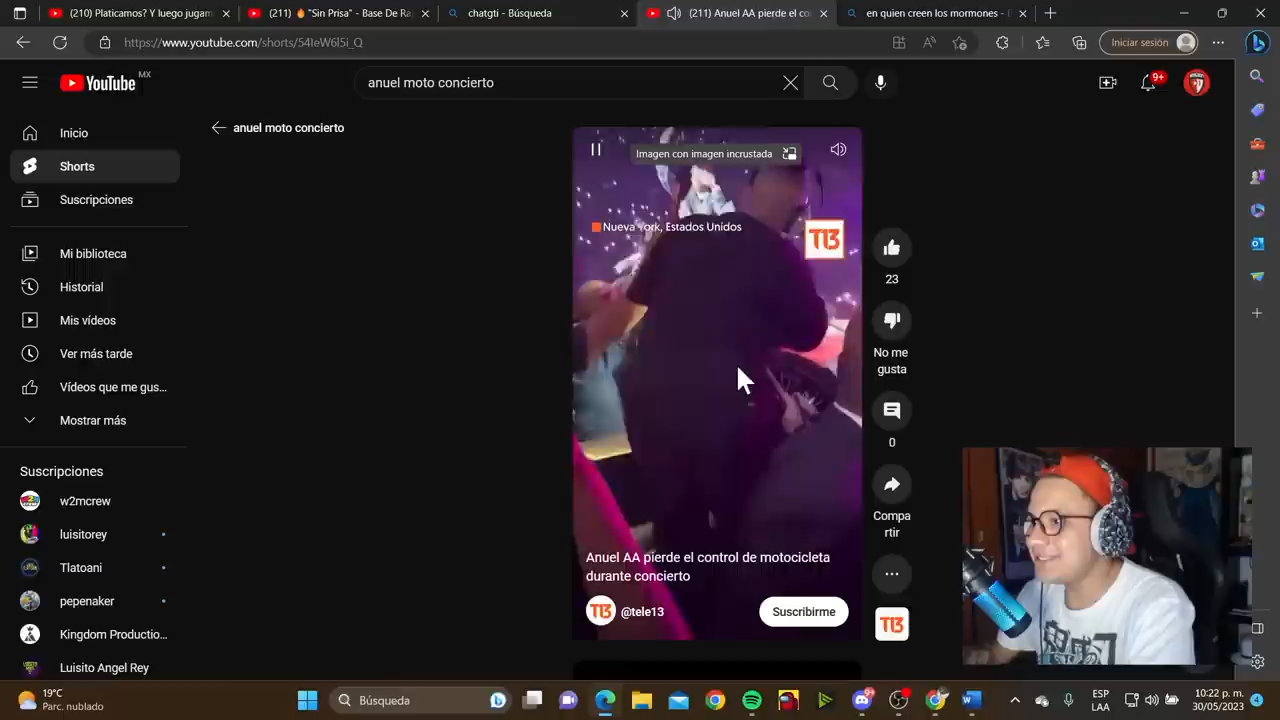 (210) Platicamos? Y luego jugam
(211) 🔥"Sin Prisa" - Base De Ra
chatgti - Búsqueda
(211) Anuel AA pierde el co
en quien creen los mormones -
https://www.youtube.com/shorts/54IeW6l5i_Q
Iniciar sesión
YouTube MX
anuel moto concierto
9+
anuel moto concierto
Inicio
Shorts
Suscripciones
Mi biblioteca
Historial
Mis vídeos
Ver más tarde
Vídeos que me gus...
Mostrar más
Suscripciones
w2mcrew
luisitorey
Tlatoani
pepenaker
Kingdom Productio...
Luisito Angel Rey
Imagen con imagen incrustada
Nueva York, Estados Unidos
T13
23
No me
gusta
0
Compa
rtir
Anuel AA pierde el control de motocicleta
durante concierto
T13 @tele13
Suscribirme
T13
19°C
Parc. nublado
Búsqueda
ESP
LAA
10:22 p. m.
30/05/2023